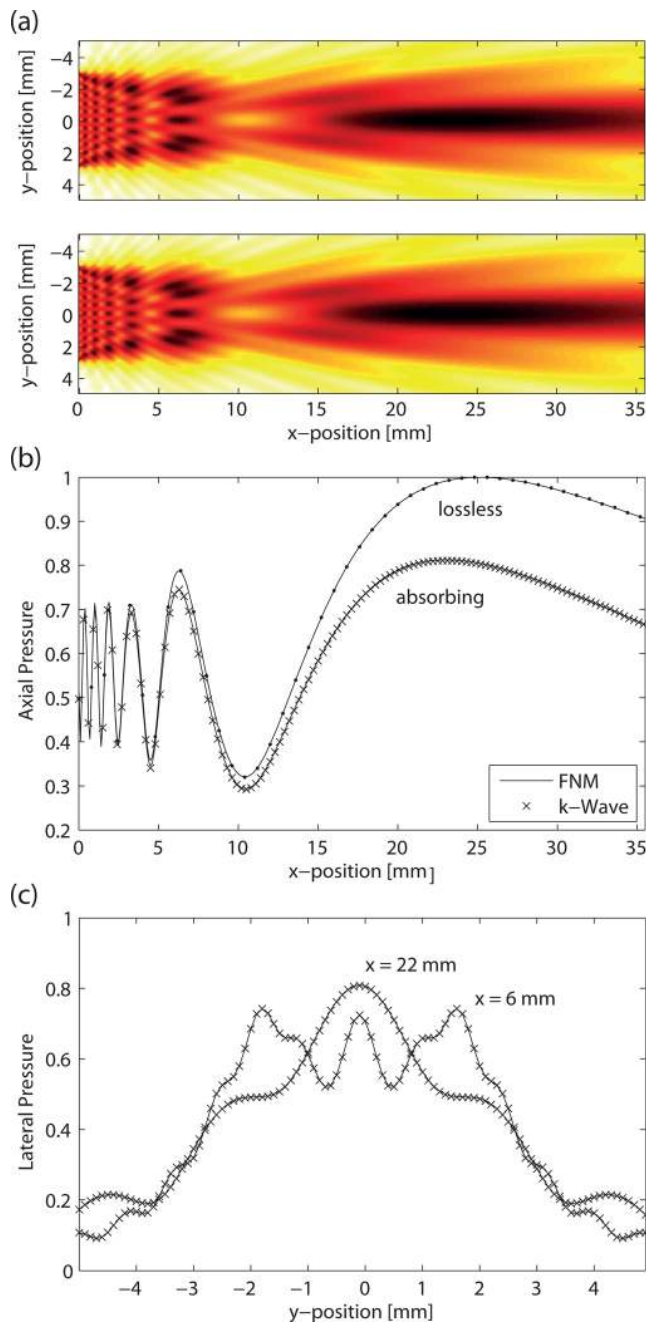 (a)
−4
−2
0
2
4
y−position [mm]
−4
−2
0
2
4
y−position [mm]
0 5 10 15 20 25 30 35
x−position [mm]
(b)
1
0.9
0.8
0.7
0.6
0.5
0.4
0.3
0.2
Axial Pressure
lossless
absorbing
FNM
k−Wave
0 5 10 15 20 25 30 35
x−position [mm]
(c)
1
0.8
0.6
0.4
0.2
0
Lateral Pressure
x = 22 mm
x = 6 mm
−4 −3 −2 −1 0 1 2 3 4
y−position [mm]